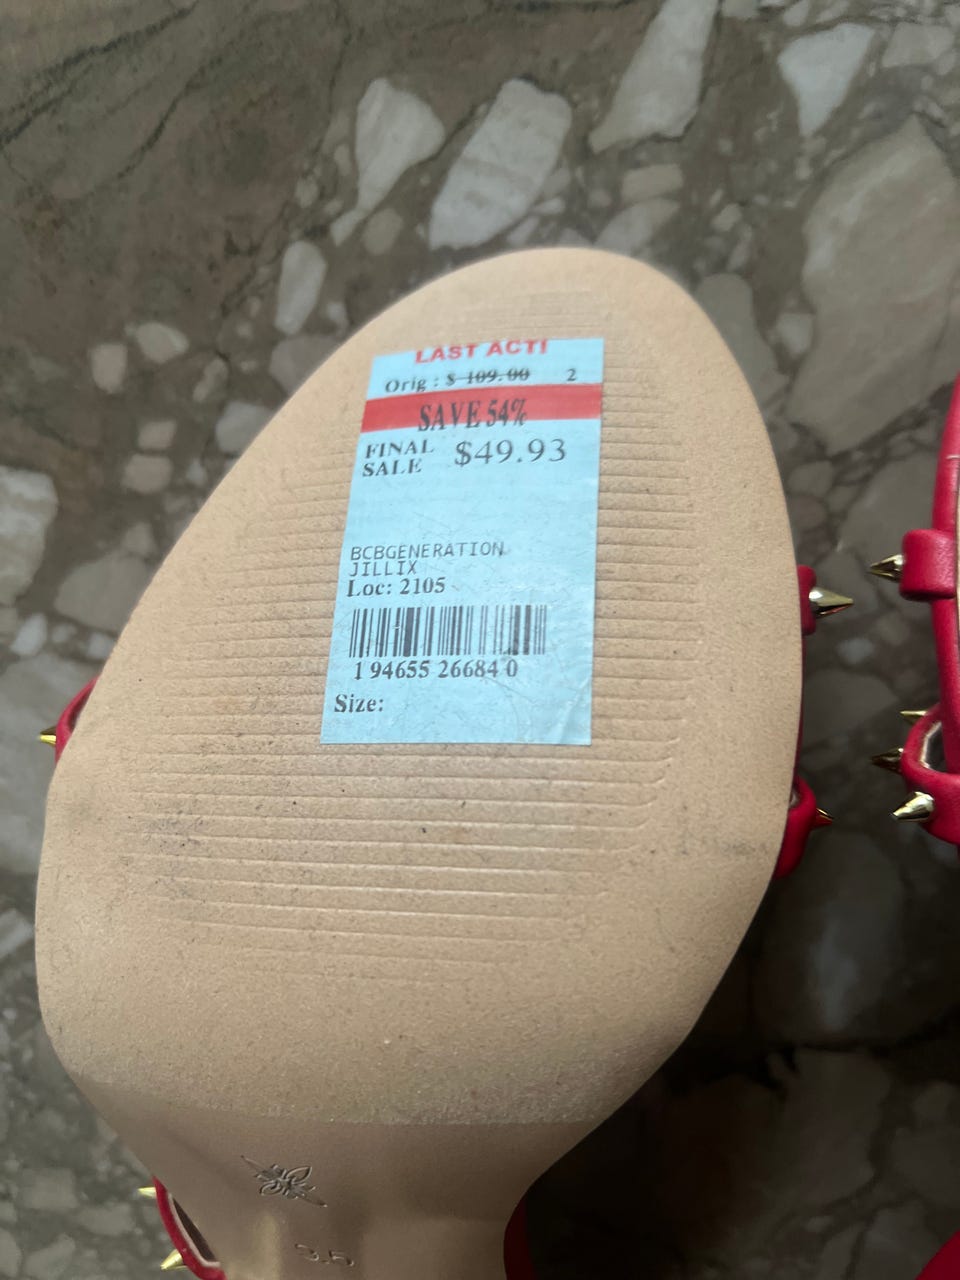 LAST ACTI
Orig : $ 109.00 2
SAVE 54%
FINAL SALE $49.93
BCBGENERATION
JILLIX
Loc: 2105
1 94655 26684 0
Size: